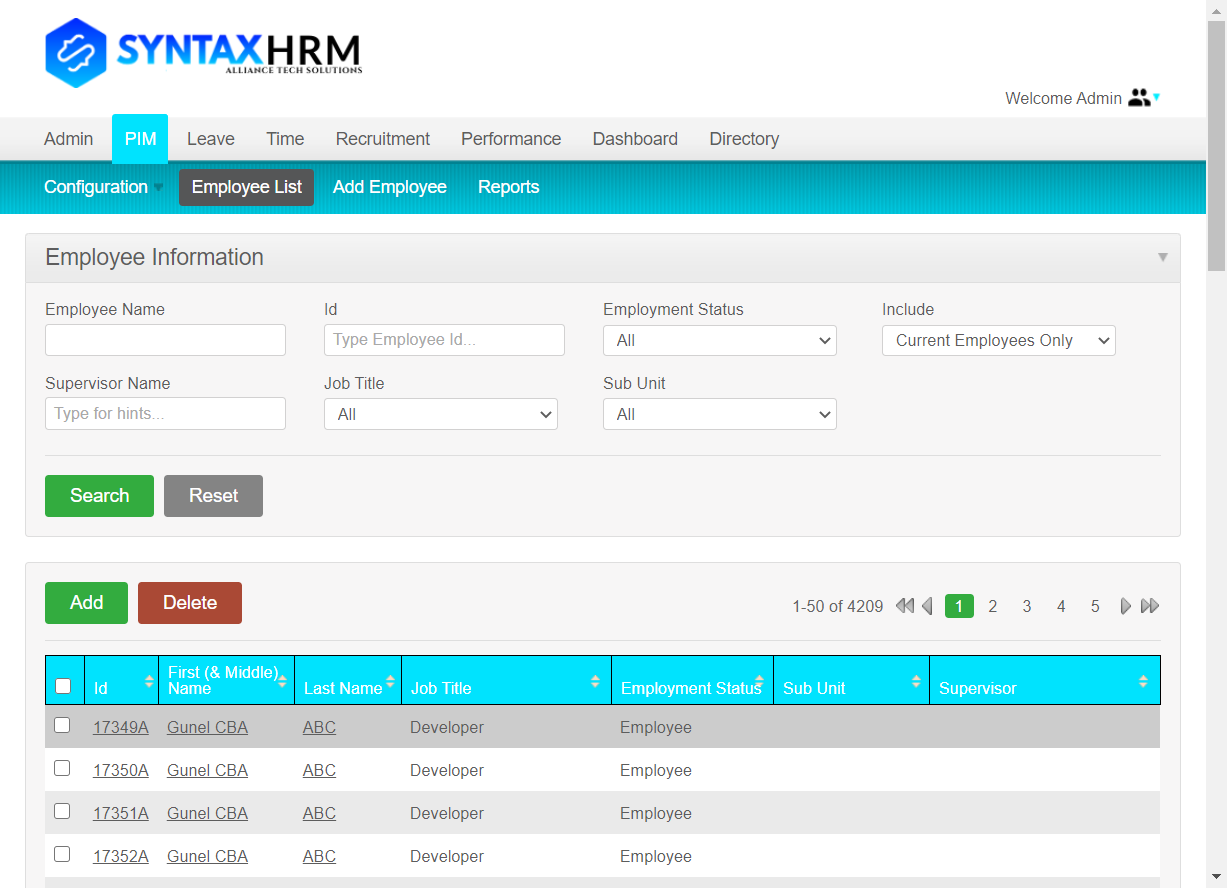 SYNTAXHRM
ALLIANCE TECH SOLUTIONS
Welcome Admin
Admin PIM Leave Time Recruitment Performance Dashboard Directory
Configuration Employee List Add Employee Reports
Employee Information
Employee Name Id Employment Status Include
Type Employee Id... All Current Employees Only
Supervisor Name Job Title Sub Unit
Type for hints... All All
Search Reset
Add Delete 1-50 of 4209 1 2 3 4 5
Id First (& Middle) Name Last Name Job Title Employment Status Sub Unit Supervisor
17349A Gunel CBA ABC Developer Employee
17350A Gunel CBA ABC Developer Employee
17351A Gunel CBA ABC Developer Employee
17352A Gunel CBA ABC Developer Employee